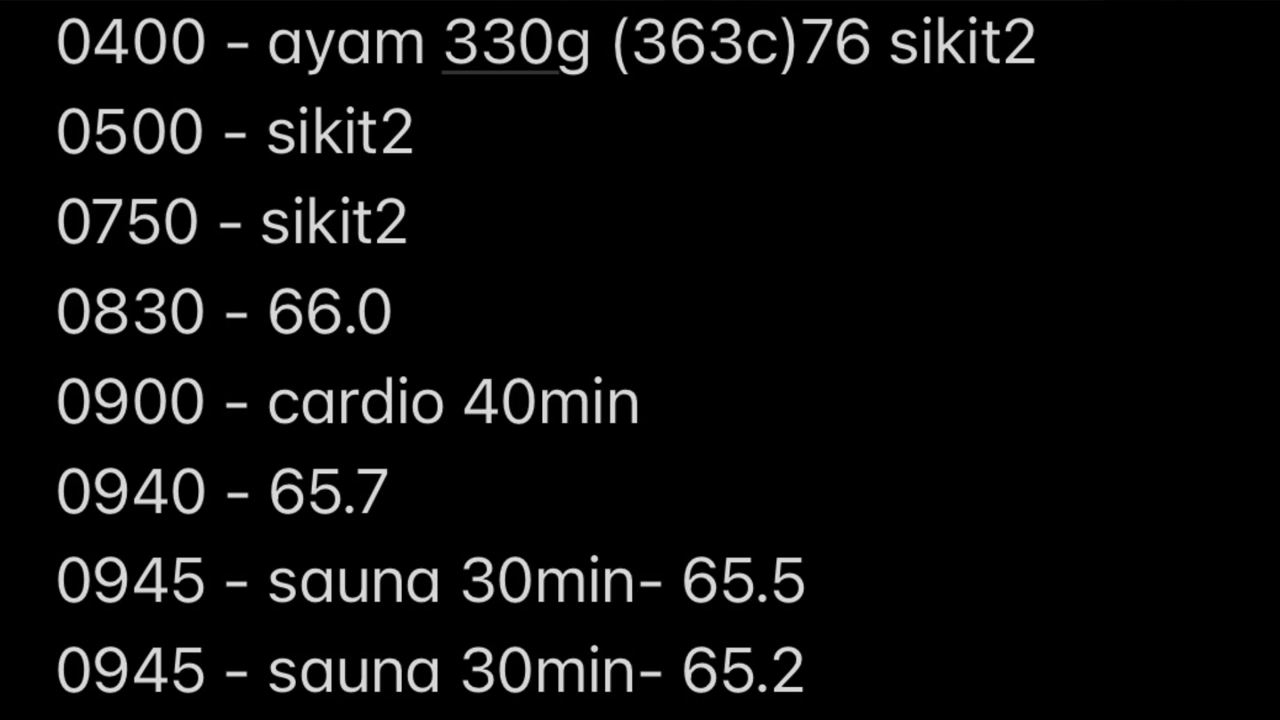 0400 - ayam 330g (363c)76 sikit2
0500 - sikit2
0750 - sikit2
0830 - 66.0
0900 - cardio 40min
0940 - 65.7
0945 - sauna 30min- 65.5
0945 - sauna 30min- 65.2